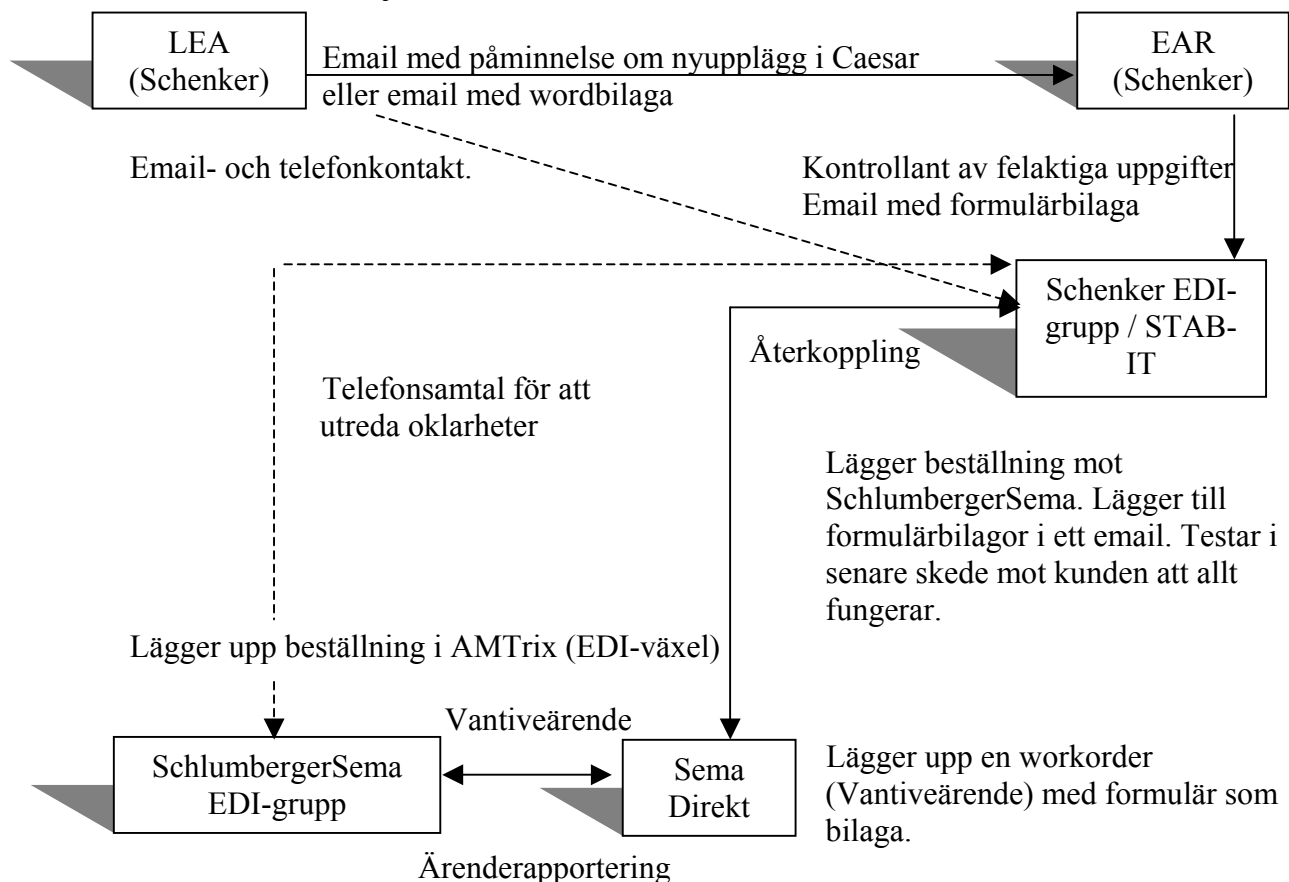 LEA
(Schenker)
Email med påminnelse om nyupplägg i Caesar
eller email med wordbilaga
EAR
(Schenker)
Email- och telefonkontakt.
Kontrollant av felaktiga uppgifter
Email med formulärbilaga
Schenker EDI-
grupp / STAB-
IT
Återkoppling
Telefonsamtal för att
utreda oklarheter
Lägger beställning mot
SchlumbergerSema. Lägger till
formulärbilagor i ett email. Testar i
senare skede mot kunden att allt
fungerar.
Lägger upp beställning i AMTrix (EDI-växel)
Vantiveärende
SchlumbergerSema
EDI-grupp
Sema
Direkt
Lägger upp en workorder
(Vantiveärende) med formulär som
bilaga.
Ärenderapportering